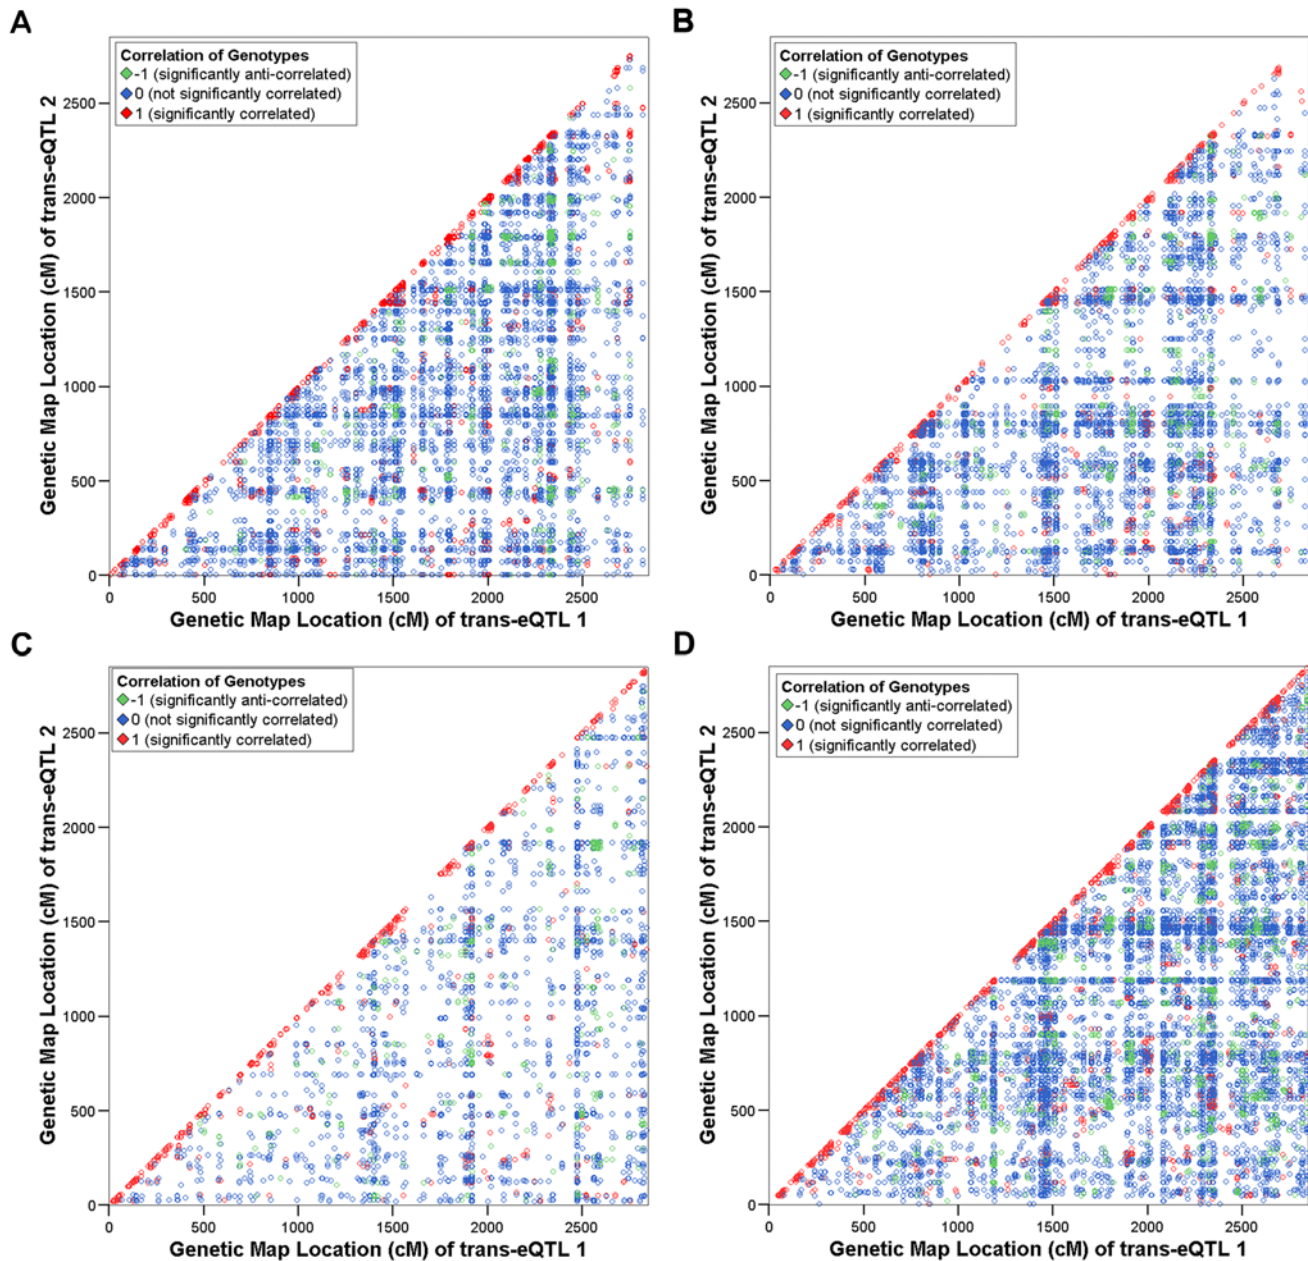 A
Correlation of Genotypes
-1 (significantly anti-correlated)
0 (not significantly correlated)
1 (significantly correlated)
Genetic Map Location (cM) of trans-eQTL 2
2500
2000
1500
1000
500
0
0 500 1000 1500 2000 2500
Genetic Map Location (cM) of trans-eQTL 1
B
Correlation of Genotypes
-1 (significantly anti-correlated)
0 (not significantly correlated)
1 (significantly correlated)
Genetic Map Location (cM) of trans-eQTL 2
2500
2000
1500
1000
500
0
0 500 1000 1500 2000 2500
Genetic Map Location (cM) of trans-eQTL 1
C
Correlation of Genotypes
-1 (significantly anti-correlated)
0 (not significantly correlated)
1 (significantly correlated)
Genetic Map Location (cM) of trans-eQTL 2
2500
2000
1500
1000
500
0
0 500 1000 1500 2000 2500
Genetic Map Location (cM) of trans-eQTL 1
D
Correlation of Genotypes
-1 (significantly anti-correlated)
0 (not significantly correlated)
1 (significantly correlated)
Genetic Map Location (cM) of trans-eQTL 2
2500
2000
1500
1000
500
0
0 500 1000 1500 2000 2500
Genetic Map Location (cM) of trans-eQTL 1